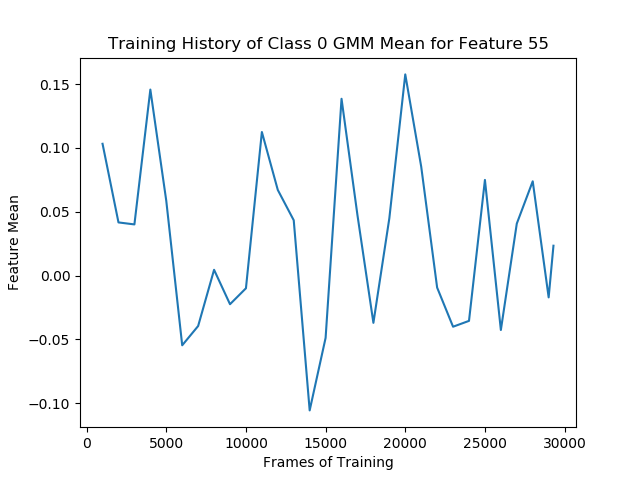 Training History of Class 0 GMM Mean for Feature 55
0.15
0.10
0.05
0.00
−0.05
−0.10
Feature Mean
0 5000 10000 15000 20000 25000 30000
Frames of Training